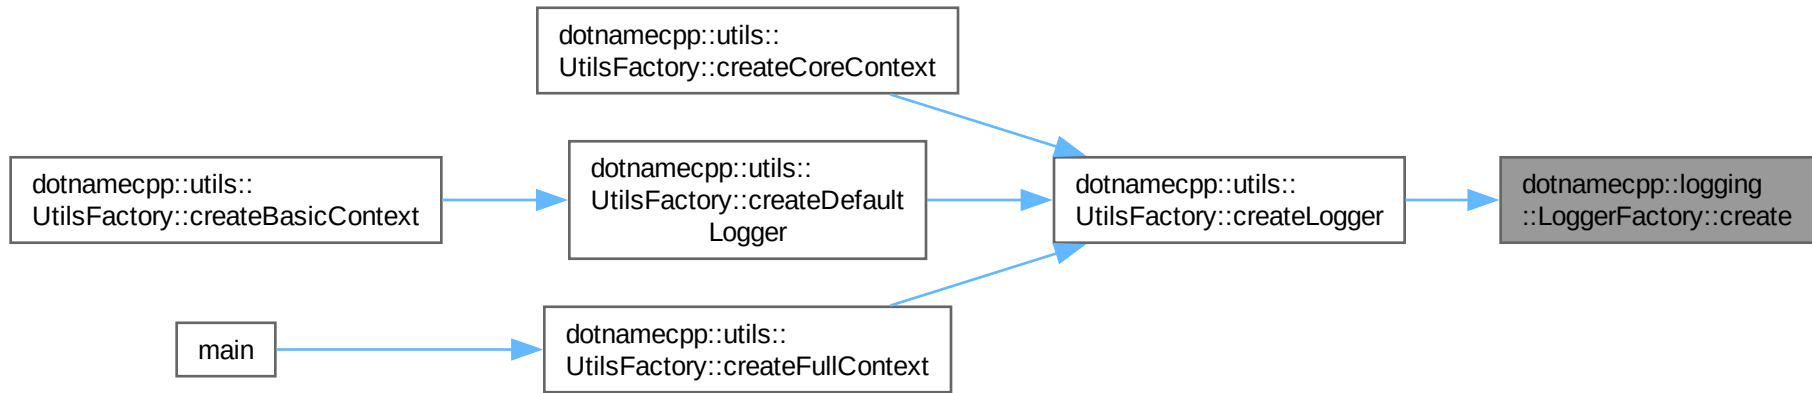 dotnamecpp::utils::
UtilsFactory::createCoreContext
dotnamecpp::utils::
UtilsFactory::createBasicContext
dotnamecpp::utils::
UtilsFactory::createDefault
Logger
dotnamecpp::utils::
UtilsFactory::createLogger
dotnamecpp::logging
::LoggerFactory::create
main
dotnamecpp::utils::
UtilsFactory::createFullContext